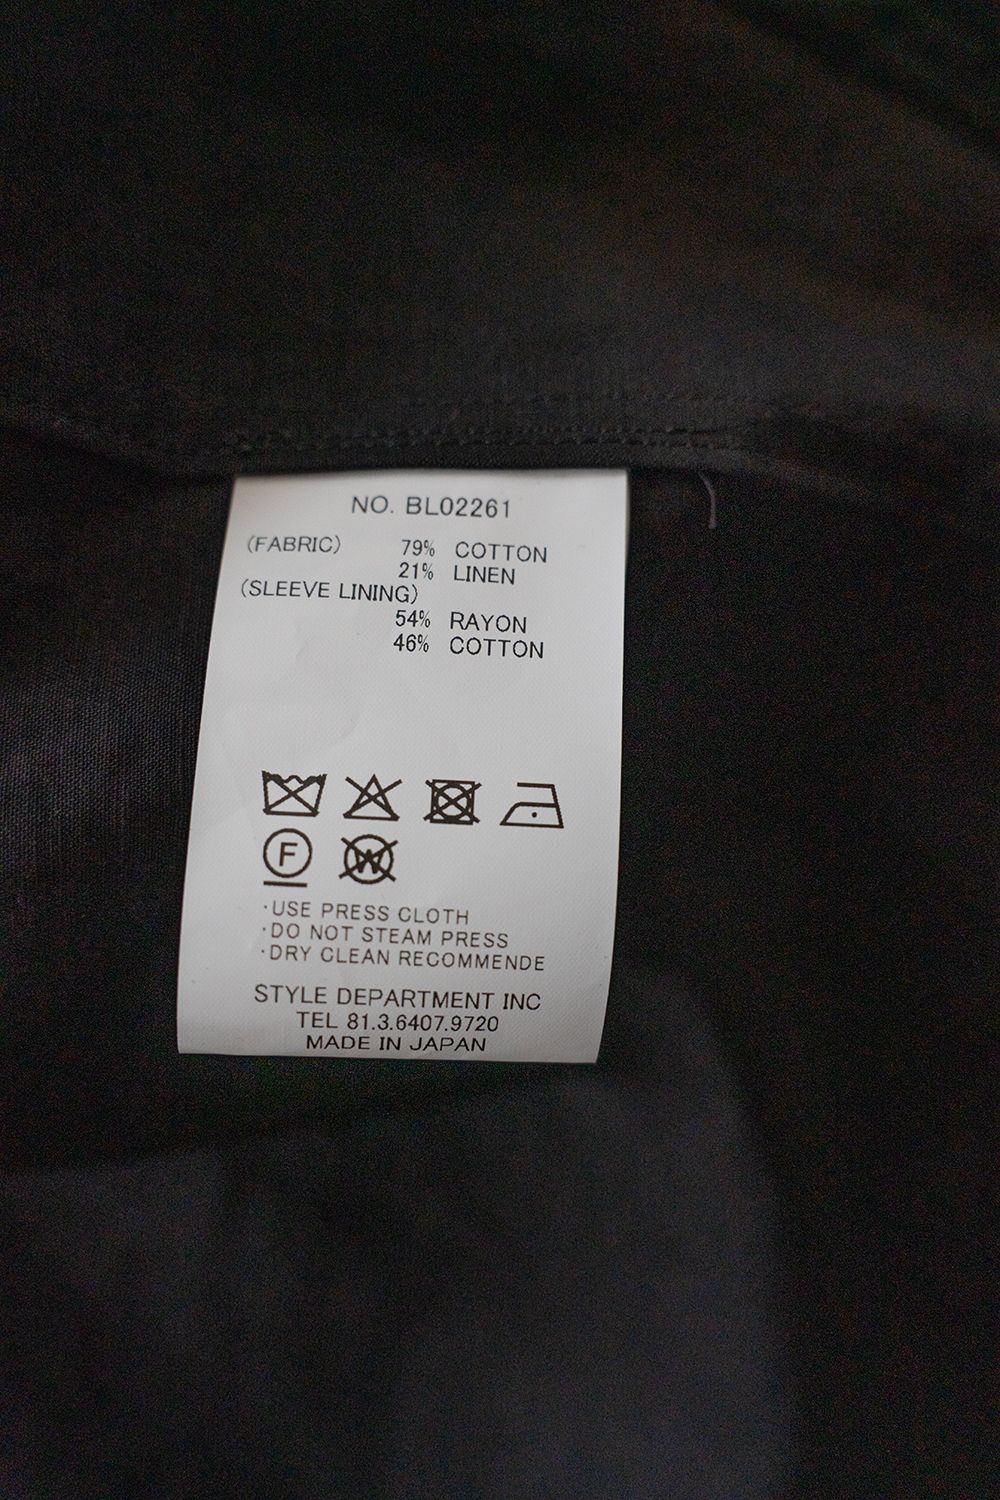 NO. BL02261
(FABRIC) 79% COTTON
21% LINEN
(SLEEVE LINING)
54% RAYON
46% COTTON
F W
·USE PRESS CLOTH
·DO NOT STEAM PRESS
·DRY CLEAN RECOMMENDE
STYLE DEPARTMENT INC
TEL 81.3.6407.9720
MADE IN JAPAN